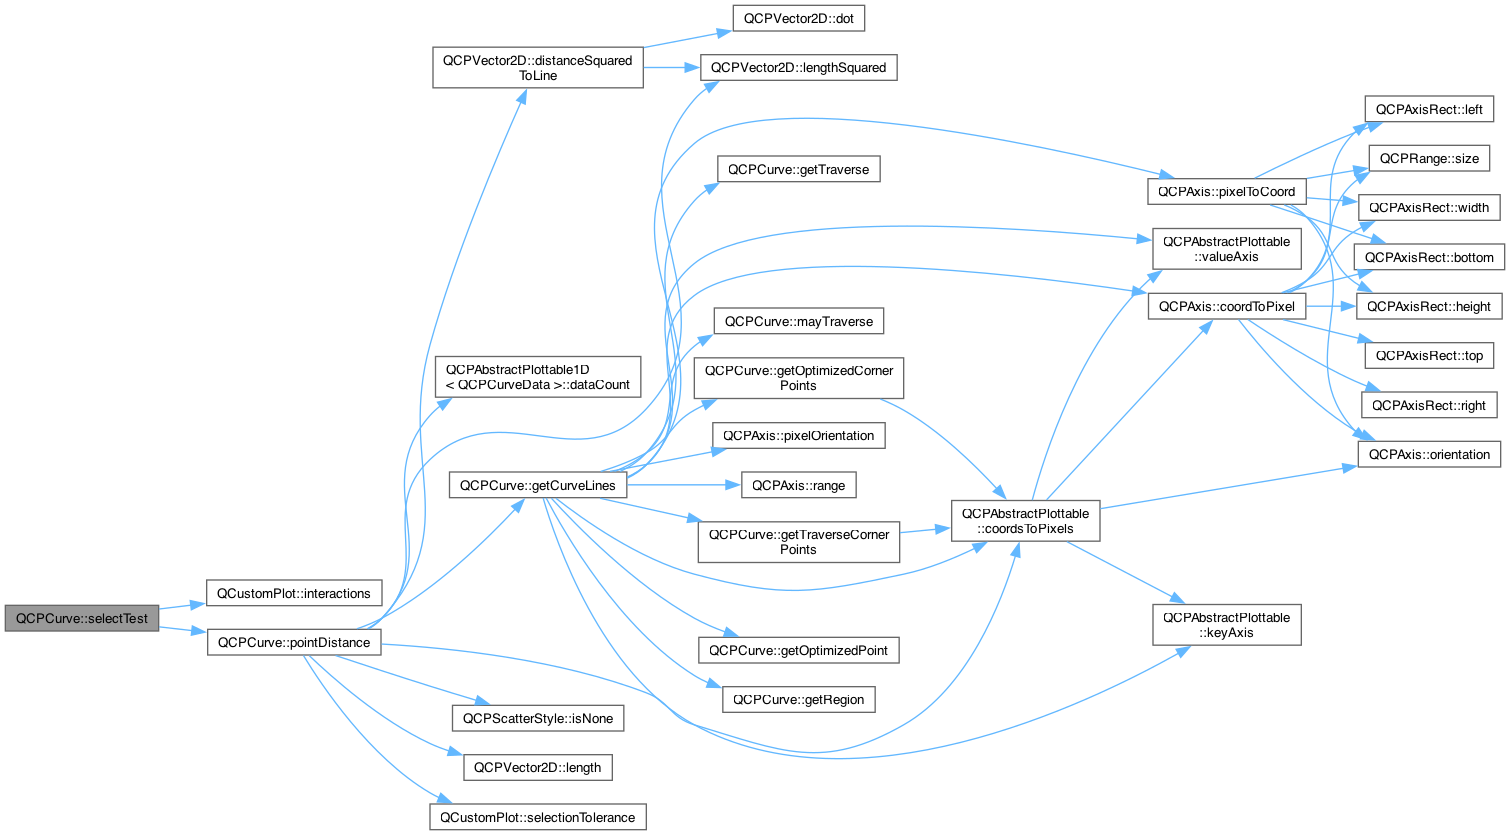 QCPCurve::selectTest
QCustomPlot::interactions
QCPCurve::pointDistance
QCPVector2D::distanceSquared
ToLine
QCPAbstractPlottable1D
< QCPCurveData >::dataCount
QCPCurve::getCurveLines
QCPScatterStyle::isNone
QCPVector2D::length
QCustomPlot::selectionTolerance
QCPVector2D::dot
QCPVector2D::lengthSquared
QCPCurve::getTraverse
QCPCurve::mayTraverse
QCPCurve::getOptimizedCorner
Points
QCPAxis::pixelOrientation
QCPAxis::range
QCPCurve::getTraverseCorner
Points
QCPCurve::getOptimizedPoint
QCPCurve::getRegion
QCPAbstractPlottable
::coordsToPixels
QCPAxis::pixelToCoord
QCPAbstractPlottable
::valueAxis
QCPAxis::coordToPixel
QCPAbstractPlottable
::keyAxis
QCPAxisRect::left
QCPRange::size
QCPAxisRect::width
QCPAxisRect::bottom
QCPAxisRect::height
QCPAxisRect::top
QCPAxisRect::right
QCPAxis::orientation